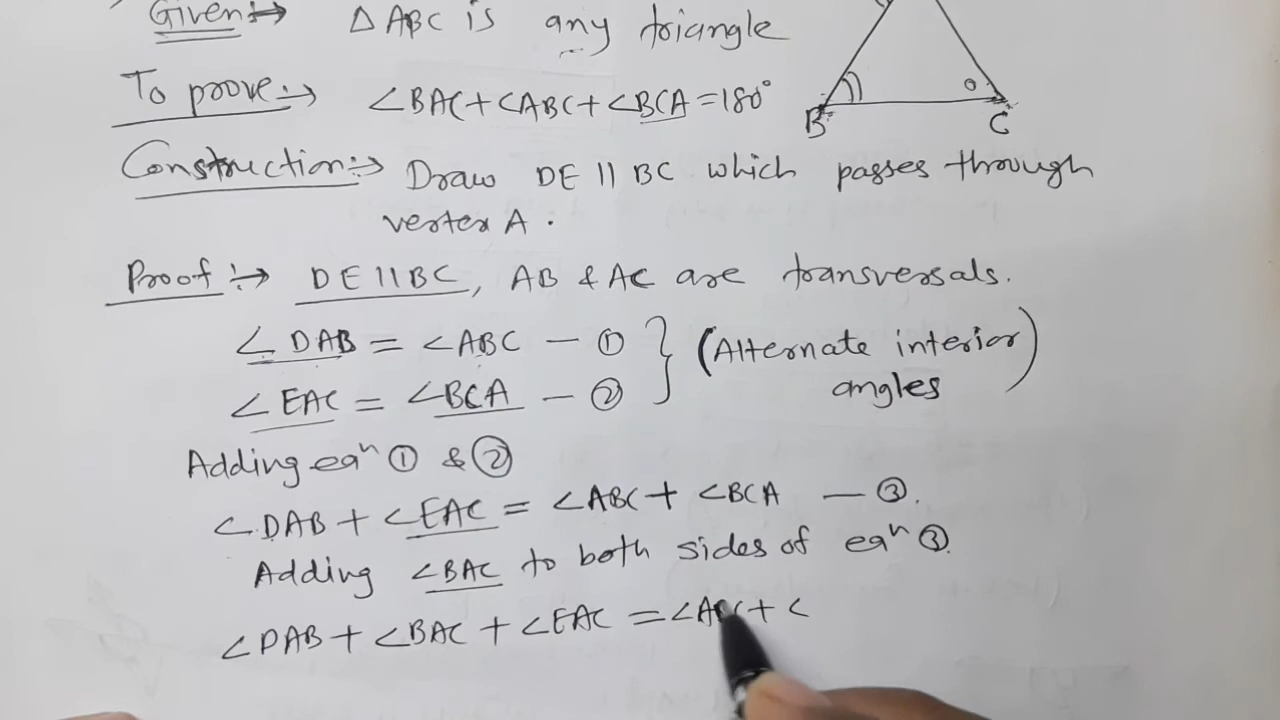 Given:→ Δ ABC is any triangle
To prove:→ ∠BAC+∠ABC+∠BCA=180°
B C
Construction:→ Draw DE || BC which passes through
vertex A.
Proof:→ DE||BC, AB & AC are transversals.
∠DAB = ∠ABC — ①
∠EAC = ∠BCA — ②
} (Alternate interior
angles)
Adding eqⁿ ① & ②
∠DAB + ∠EAC = ∠ABC + ∠BCA — ③.
Adding ∠BAC to both sides of eqⁿ ③.
∠DAB + ∠BAC + ∠EAC = ∠ABC + ∠